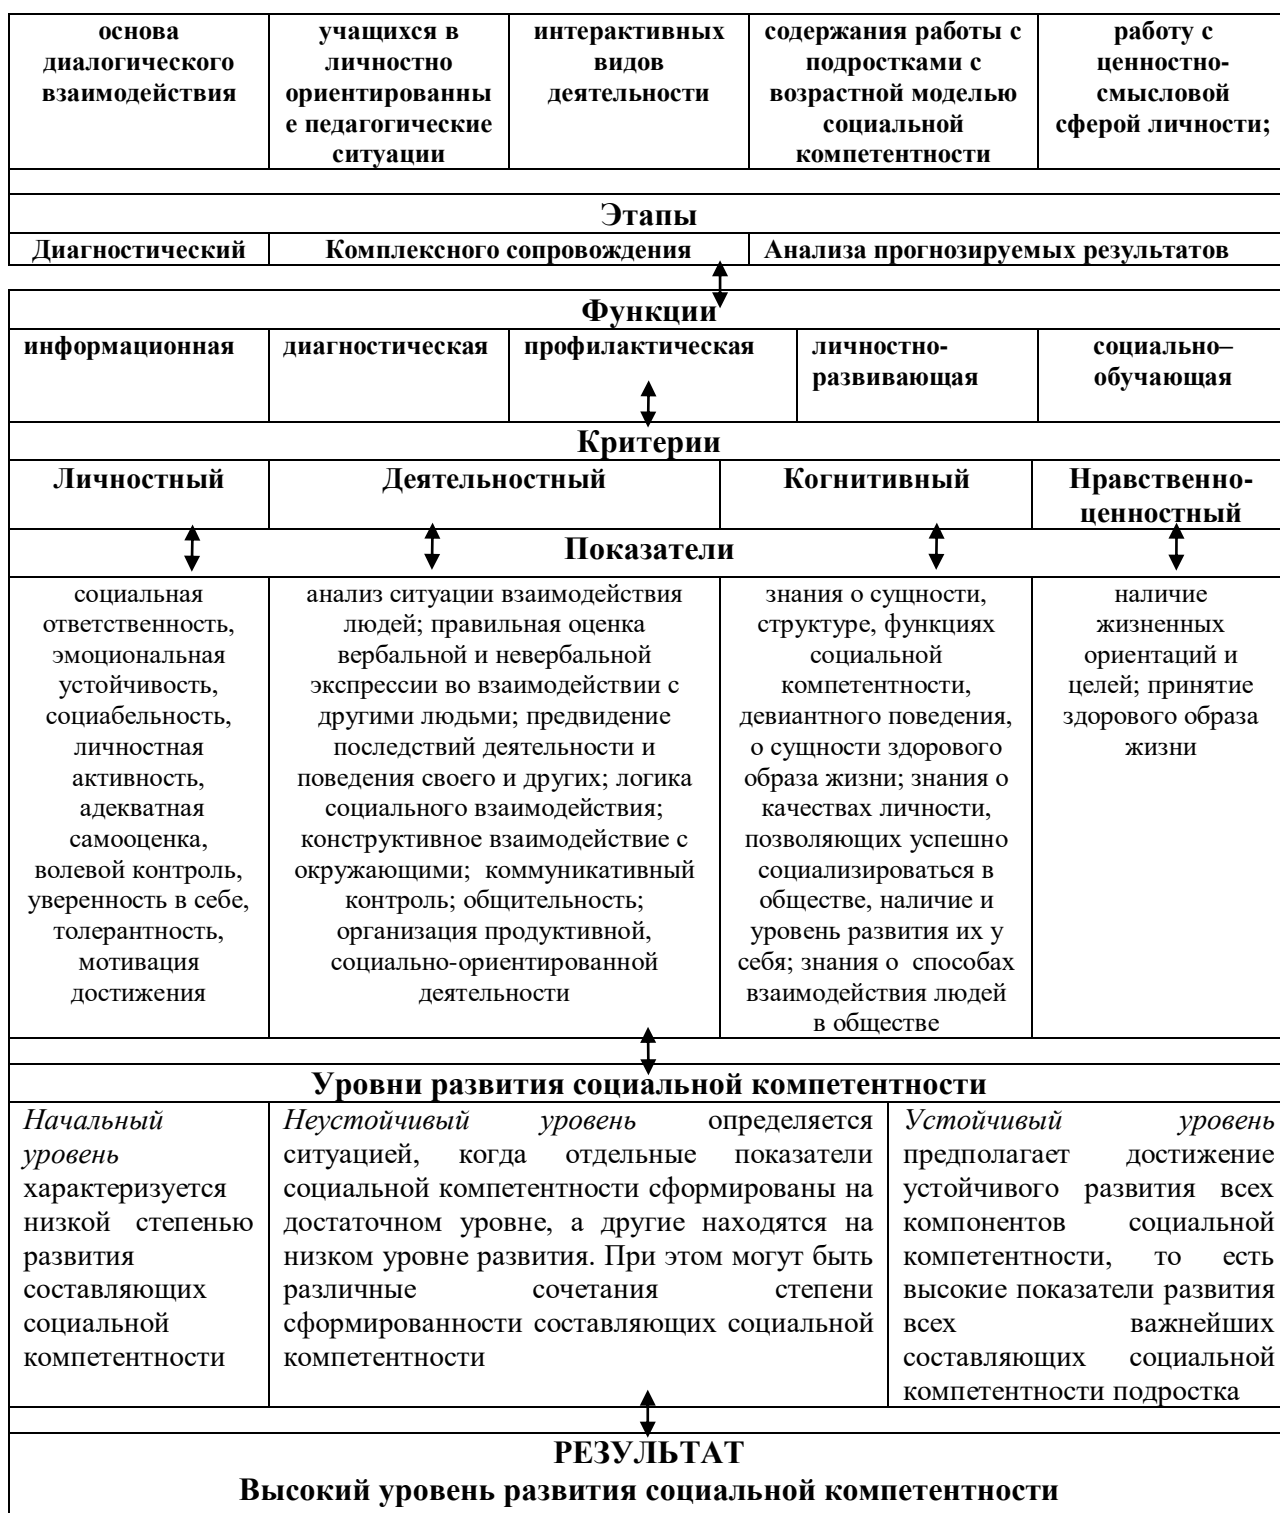 основа
диалогического
взаимодействия
учащихся в
личностно
ориентированны
е педагогические
ситуации
интерактивных
видов
деятельности
содержания работы с
подростками с
возрастной моделью
социальной
компетентности
работу с
ценностно-
смысловой
сферой личности;
Этапы
Диагностический
Комплексного сопровождения
Анализа прогнозируемых результатов
Функции
информационная
диагностическая
профилактическая
личностно-
развивающая
социально–
обучающая
Критерии
Личностный
Деятельностный
Когнитивный
Нравственно-
ценностный
Показатели
социальная
ответственность,
эмоциональная
устойчивость,
социабельность,
личностная
активность,
адекватная
самооценка,
волевой контроль,
уверенность в себе,
толерантность,
мотивация
достижения
анализ ситуации взаимодействия
людей; правильная оценка
вербальной и невербальной
экспрессии во взаимодействии с
другими людьми; предвидение
последствий деятельности и
поведения своего и других; логика
социального взаимодействия;
конструктивное взаимодействие с
окружающими; коммуникативный
контроль; общительность;
организация продуктивной,
социально-ориентированной
деятельности
знания о сущности,
структуре, функциях
социальной
компетентности,
девиантного поведения,
о сущности здорового
образа жизни; знания о
качествах личности,
позволяющих успешно
социализироваться в
обществе, наличие и
уровень развития их у
себя; знания о способах
взаимодействия людей
в обществе
наличие
жизненных
ориентаций и
целей; принятие
здорового образа
жизни
Уровни развития социальной компетентности
Начальный
уровень
характеризуется
низкой степенью
развития
составляющих
социальной
компетентности
Неустойчивый уровень определяется
ситуацией, когда отдельные показатели
социальной компетентности сформированы на
достаточном уровне, а другие находятся на
низком уровне развития. При этом могут быть
различные сочетания степени
сформированности составляющих социальной
компетентности
Устойчивый уровень
предполагает достижение
устойчивого развития всех
компонентов социальной
компетентности, то есть
высокие показатели развития
всех важнейших
составляющих социальной
компетентности подростка
РЕЗУЛЬТАТ
Высокий уровень развития социальной компетентности